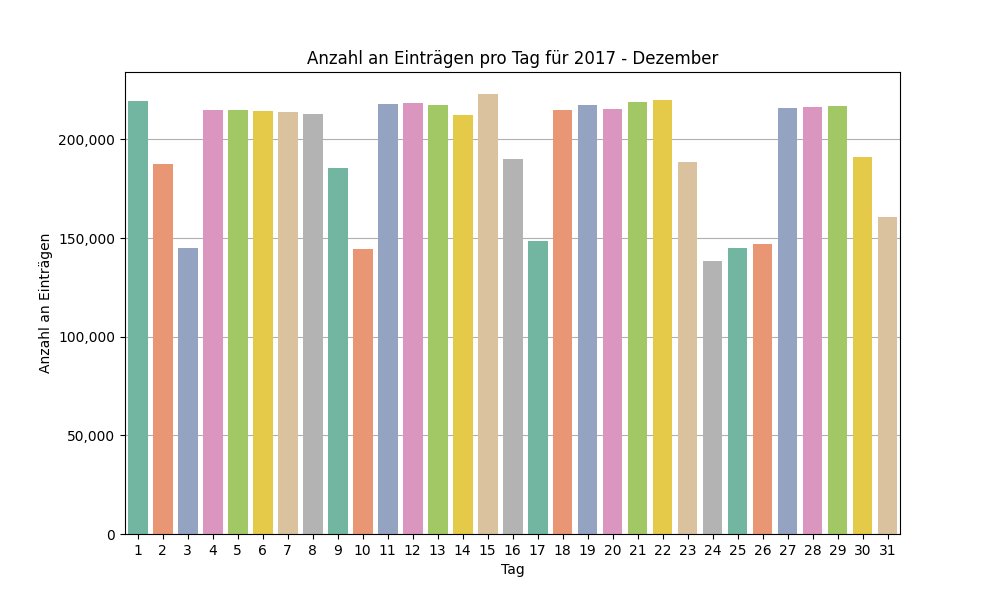 Anzahl an Einträgen pro Tag für 2017 - Dezember
Anzahl an Einträgen
200,000
150,000
100,000
50,000
0
1 2 3 4 5 6 7 8 9 10 11 12 13 14 15 16 17 18 19 20 21 22 23 24 25 26 27 28 29 30 31
Tag